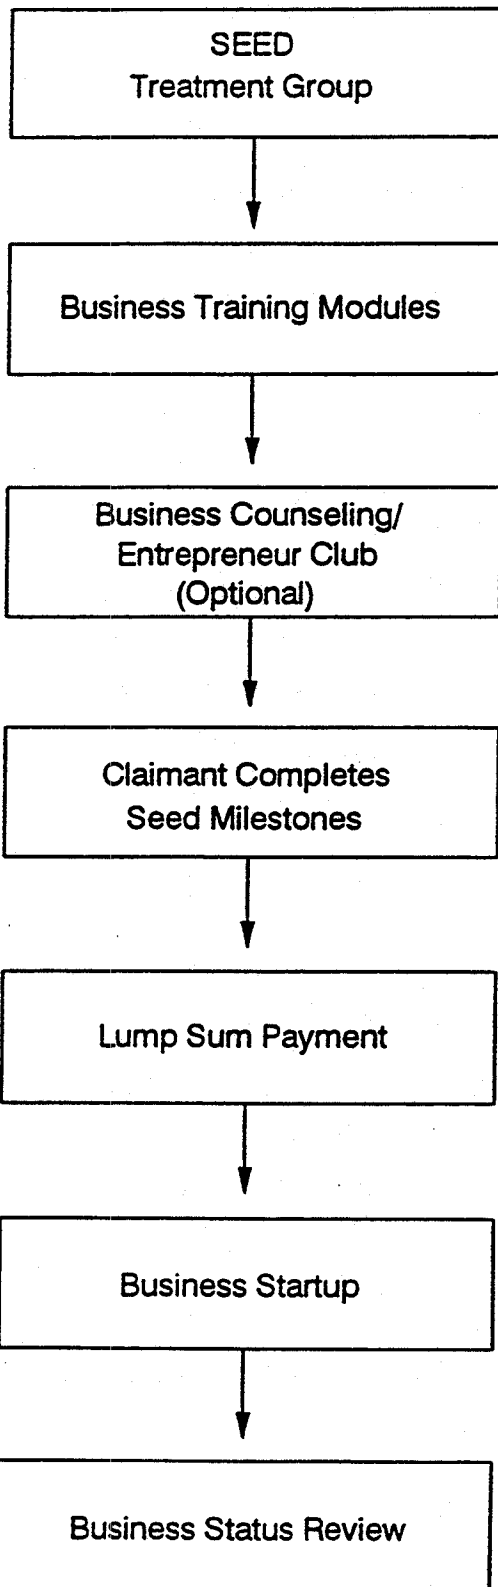 SEED
Treatment Group
Business Training Modules
Business Counseling/
Entrepreneur Club
(Optional)
Claimant Completes
Seed Milestones
Lump Sum Payment
Business Startup
Business Status Review